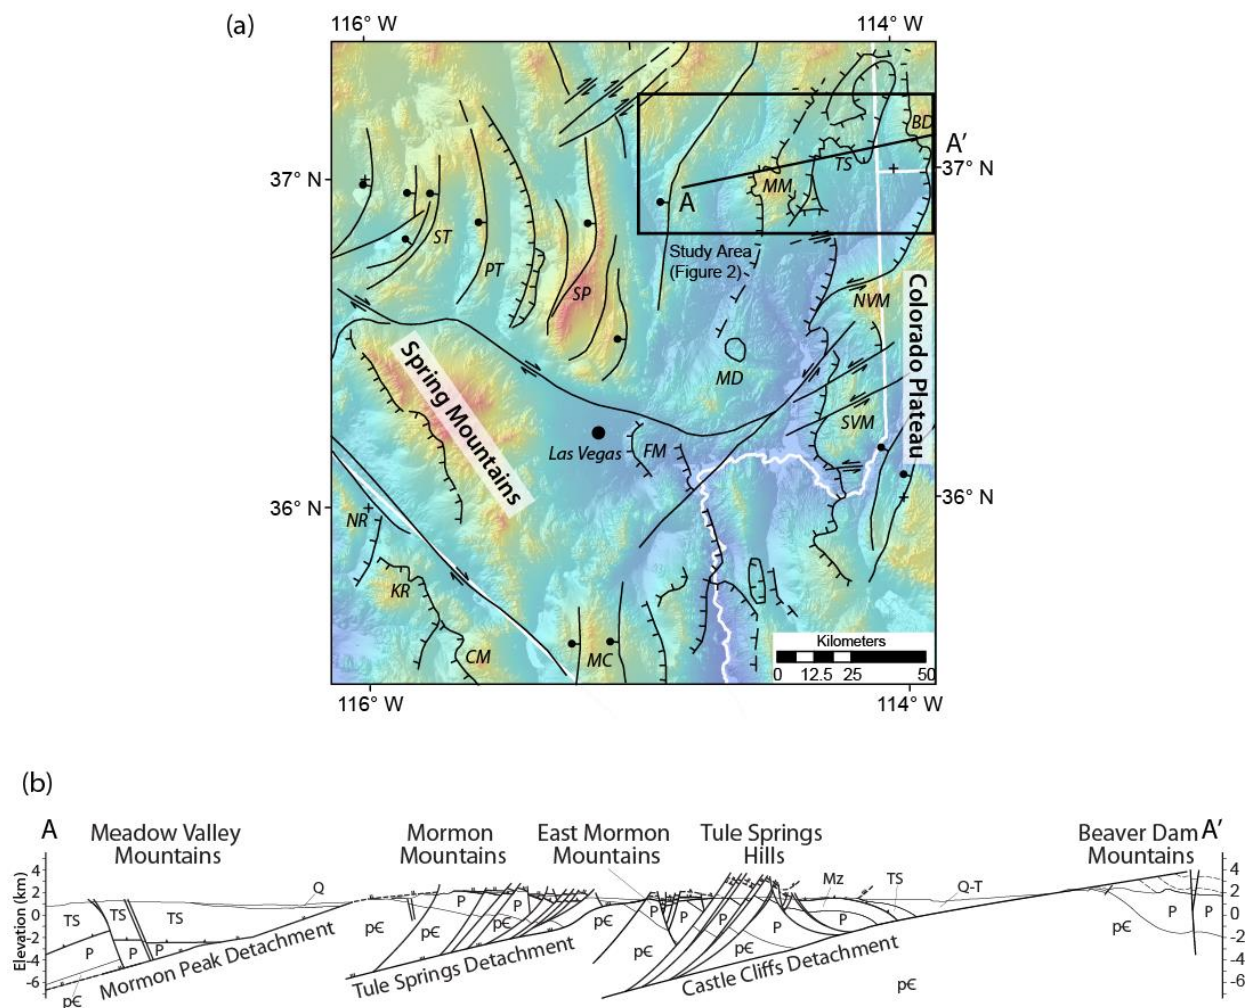 (a)
116° W
114° W
BD
A'
37° N
37° N
TS
MM
A
ST
Study Area
(Figure 2)
PT
SP
NVM
Colorado Plateau
MD
Spring Mountains
SVM
Las Vegas
FM
36° N
36° N
NR
KR
Kilometers
CM
MC
0 12.5 25 50
116° W
114° W
(b)
A
Meadow Valley
Mountains
Mormon
Mountains
East Mormon
Mountains
Tule Springs
Hills
Beaver Dam
Mountains
A'
Elevation (km)
4
2
0
-2
-4
-6
Q
Mz
TS
Q-T
4
2
0
-2
-4
-6
TS
TS
TS
P
P
P
pЄ
Mormon Peak Detachment
pЄ
pЄ
P
P
pЄ
Tule Springs Detachment
P
P
pЄ
pЄ
P
Castle Cliffs Detachment
pЄ
pЄ
P
P